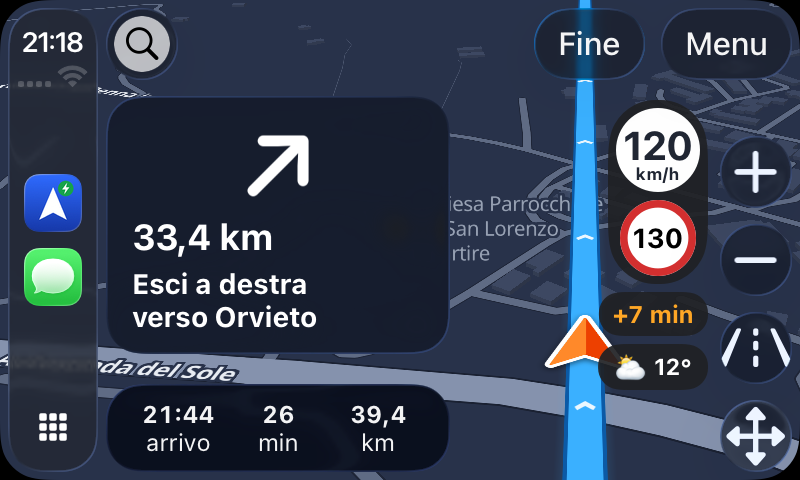 21:18
Fine
Menu
120
km/h
130
33,4 km
Esci a destra
verso Orvieto
San Lorenzo
+7 min
12°
del Sole
21:44
arrivo
26
min
39,4
km